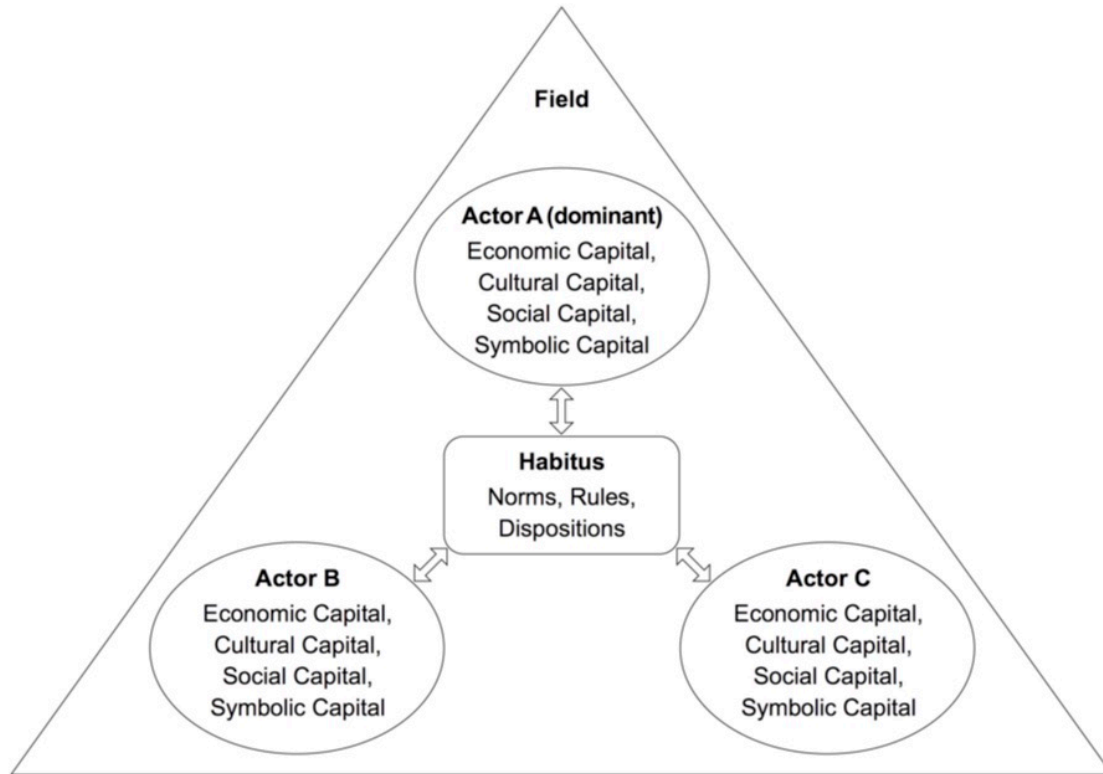 Field
Actor A (dominant)
Economic Capital,
Cultural Capital,
Social Capital,
Symbolic Capital
Habitus
Norms, Rules,
Dispositions
Actor B
Economic Capital,
Cultural Capital,
Social Capital,
Symbolic Capital
Actor C
Economic Capital,
Cultural Capital,
Social Capital,
Symbolic Capital